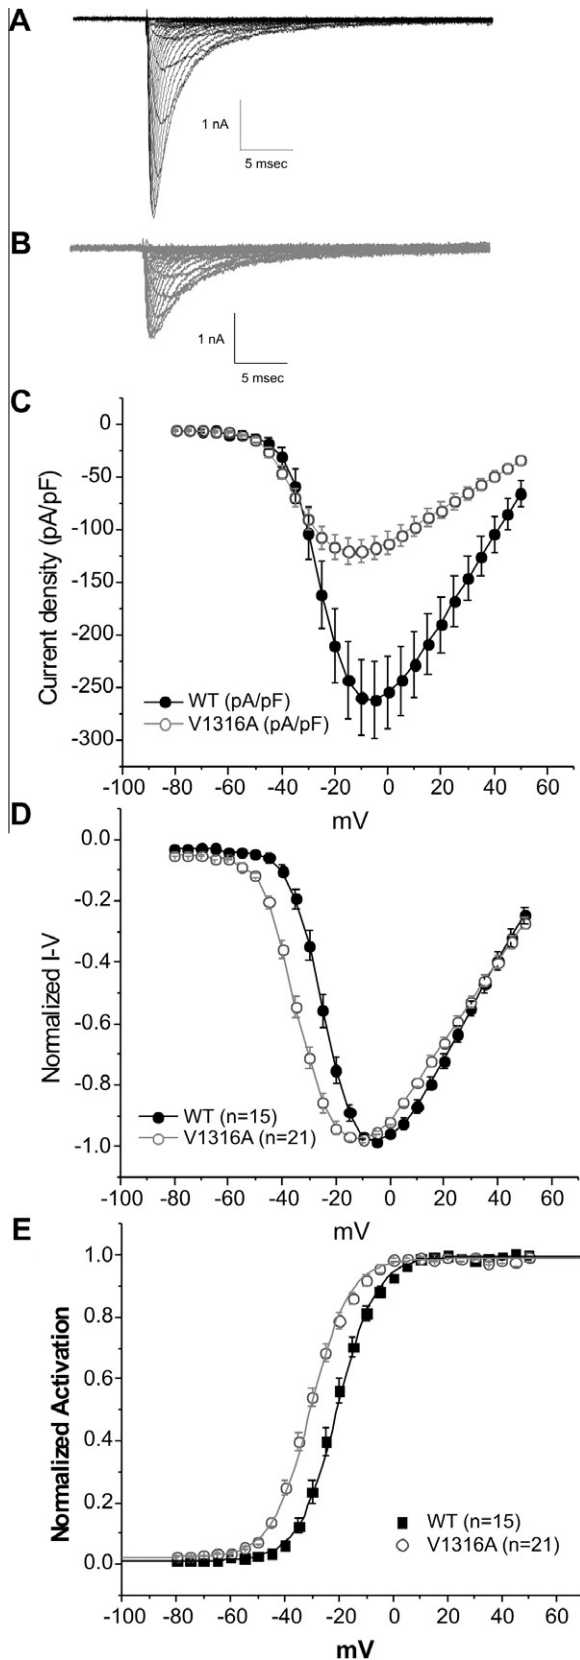 A
1 nA
5 msec
B
1 nA
5 msec
C
0
-50
-100
-150
-200
-250
-300
Current density (pA/pF)
WT (pA/pF)
V1316A (pA/pF)
-100 -80 -60 -40 -20 0 20 40 60
mV
D
0.0
-0.2
-0.4
-0.6
-0.8
-1.0
Normalized I-V
WT (n=15)
V1316A (n=21)
-100 -80 -60 -40 -20 0 20 40 60
mV
E
1.0
0.8
0.6
0.4
0.2
0.0
Normalized Activation
WT (n=15)
V1316A (n=21)
-100 -80 -60 -40 -20 0 20 40 60
mV